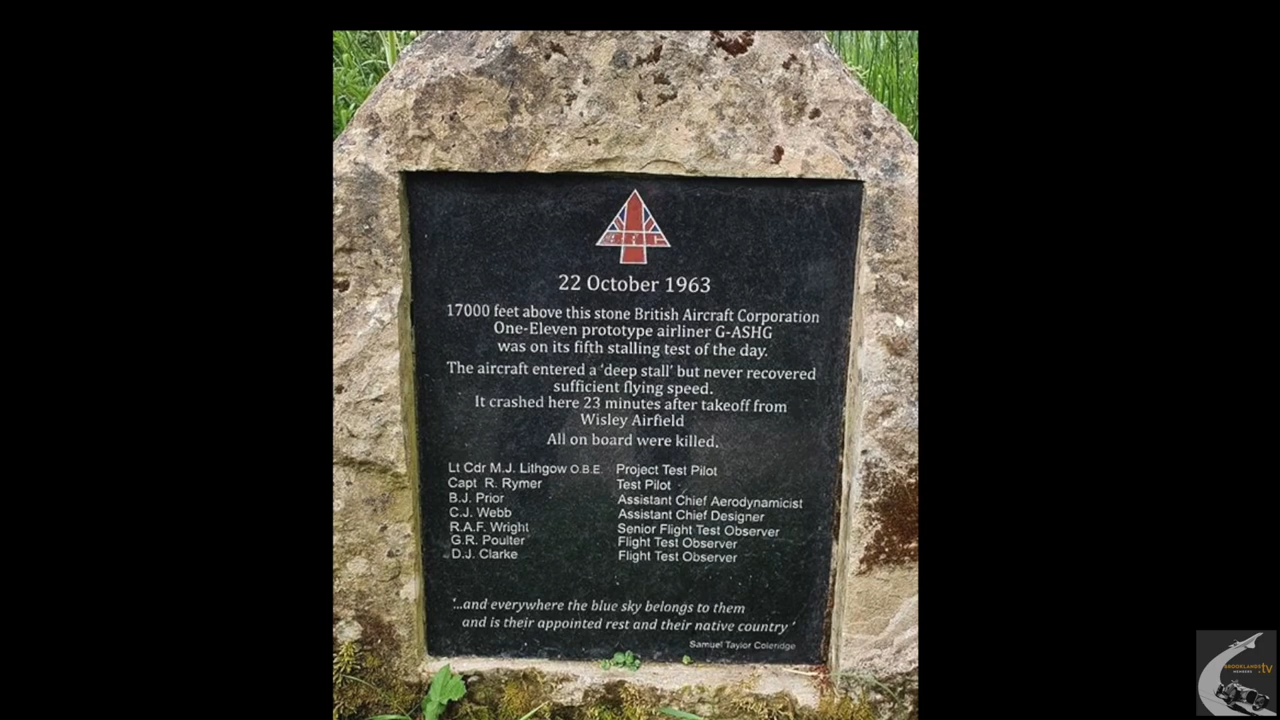 BAC
22 October 1963
17000 feet above this stone British Aircraft Corporation
One-Eleven prototype airliner G-ASHG
was on its fifth stalling test of the day.
The aircraft entered a 'deep stall' but never recovered
sufficient flying speed.
It crashed here 23 minutes after takeoff from
Wisley Airfield
All on board were killed.
Lt Cdr M.J. Lithgow O.B.E. Project Test Pilot
Capt R. Rymer Test Pilot
B.J. Prior Assistant Chief Aerodynamicist
C.J. Webb Assistant Chief Designer
R.A.F. Wright Senior Flight Test Observer
G.R. Poulter Flight Test Observer
D.J. Clarke Flight Test Observer
'...and everywhere the blue sky belongs to them
and is their appointed rest and their native country'
Samuel Taylor Coleridge
BROOKLANDS
MEMBERS
.tv